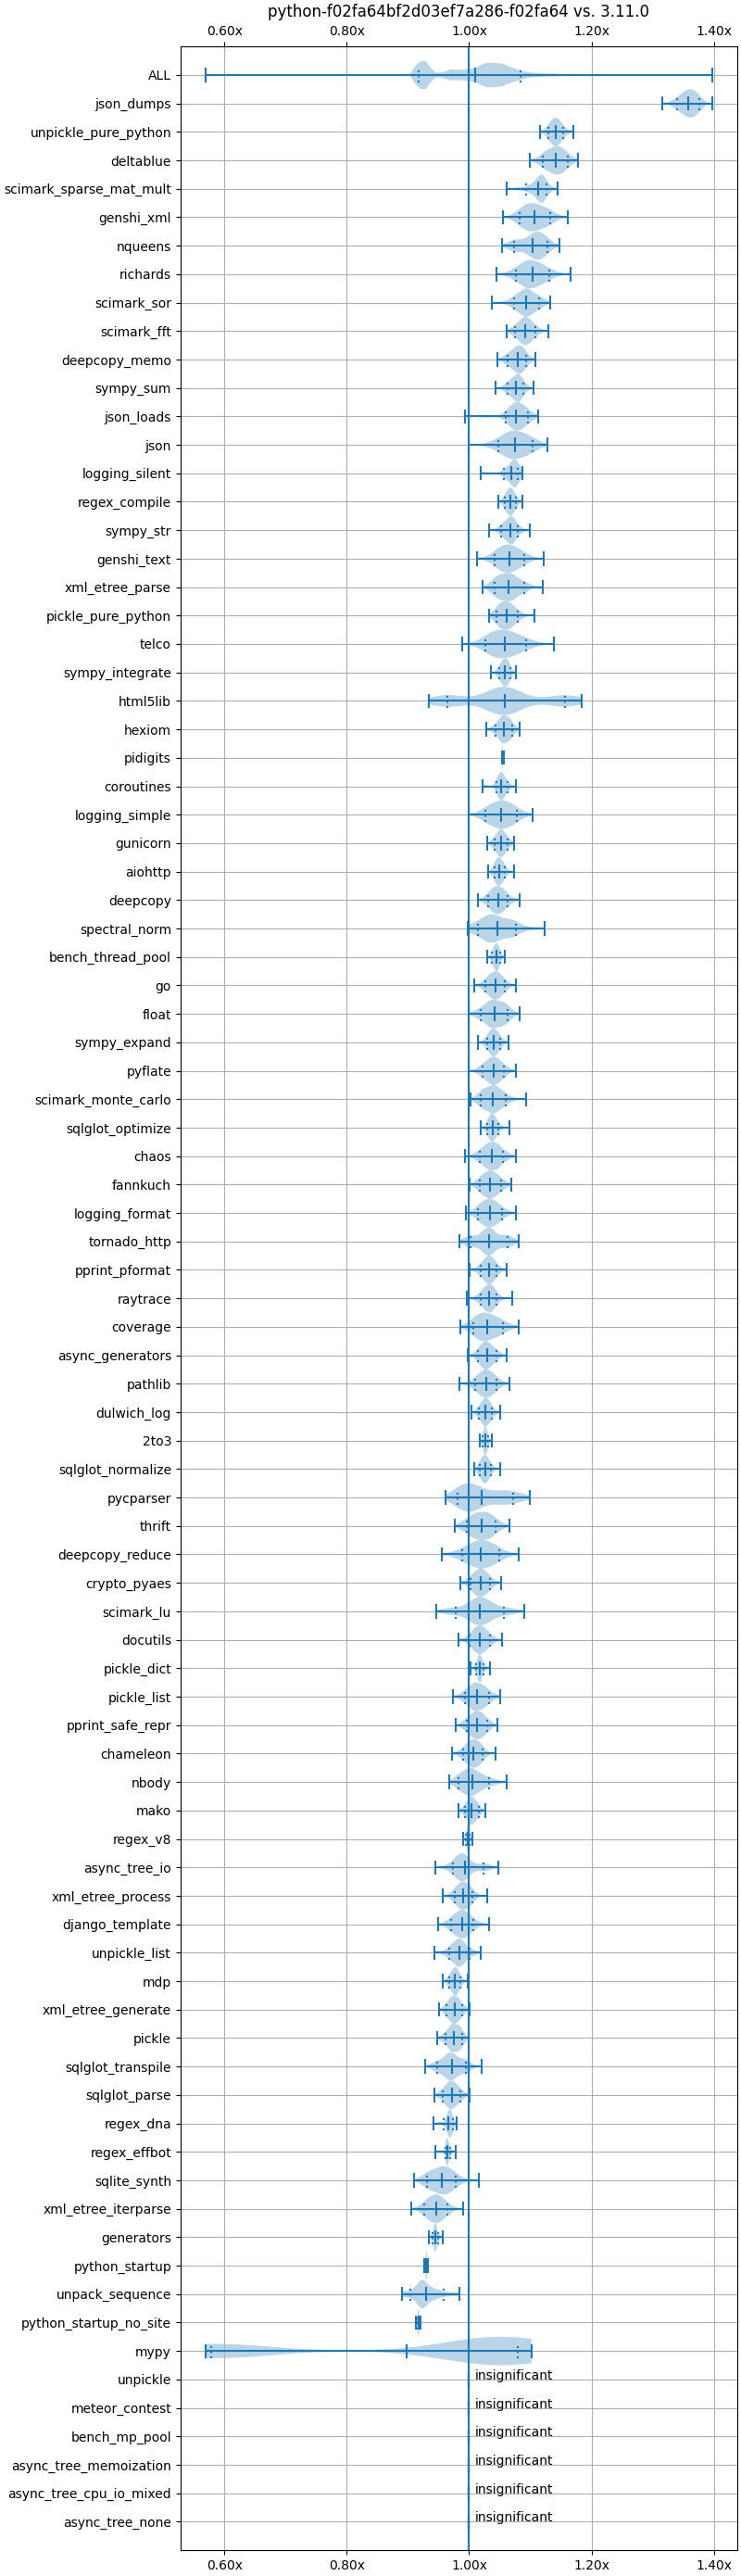 python-f02fa64bf2d03ef7a286-f02fa64 vs. 3.11.0
0.60x 0.80x 1.00x 1.20x 1.40x
ALL
json_dumps
unpickle_pure_python
deltablue
scimark_sparse_mat_mult
genshi_xml
nqueens
richards
scimark_sor
scimark_fft
deepcopy_memo
sympy_sum
json_loads
json
logging_silent
regex_compile
sympy_str
genshi_text
xml_etree_parse
pickle_pure_python
telco
sympy_integrate
html5lib
hexiom
pidigits
coroutines
logging_simple
gunicorn
aiohttp
deepcopy
spectral_norm
bench_thread_pool
go
float
sympy_expand
pyflate
scimark_monte_carlo
sqlglot_optimize
chaos
fannkuch
logging_format
tornado_http
pprint_pformat
raytrace
coverage
async_generators
pathlib
dulwich_log
2to3
sqlglot_normalize
pycparser
thrift
deepcopy_reduce
crypto_pyaes
scimark_lu
docutils
pickle_dict
pickle_list
pprint_safe_repr
chameleon
nbody
mako
regex_v8
async_tree_io
xml_etree_process
django_template
unpickle_list
mdp
xml_etree_generate
pickle
sqlglot_transpile
sqlglot_parse
regex_dna
regex_effbot
sqlite_synth
xml_etree_iterparse
generators
python_startup
unpack_sequence
python_startup_no_site
mypy
unpickle insignificant
meteor_contest insignificant
bench_mp_pool insignificant
async_tree_memoization insignificant
async_tree_cpu_io_mixed insignificant
async_tree_none insignificant
0.60x 0.80x 1.00x 1.20x 1.40x